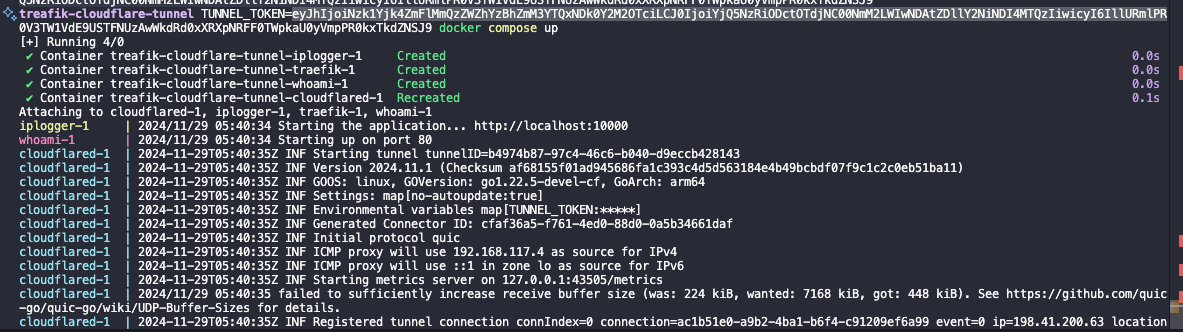 treafik-cloudflare-tunnel TUNNEL_TOKEN=
docker compose up
[+] Running 4/0
✔ Container treafik-cloudflare-tunnel-iplogger-1 Created 0.0s
✔ Container treafik-cloudflare-tunnel-traefik-1 Created 0.0s
✔ Container treafik-cloudflare-tunnel-whoami-1 Created 0.0s
✔ Container treafik-cloudflare-tunnel-cloudflared-1 Recreated 0.1s
Attaching to cloudflared-1, iplogger-1, traefik-1, whoami-1
iplogger-1 | 2024/11/29 05:40:34 Starting the application... http://localhost:10000
whoami-1 | 2024/11/29 05:40:34 Starting up on port 80
cloudflared-1 | 2024-11-29T05:40:35Z INF Starting tunnel tunnelID=b4974b87-97c4-46c6-b040-d9eccb428143
cloudflared-1 | 2024-11-29T05:40:35Z INF Version 2024.11.1 (Checksum af68155f01ad945686fa1c393c4d5d563184e4b49bcbdf07f9c1c2c0eb51ba11)
cloudflared-1 | 2024-11-29T05:40:35Z INF GOOS: linux, GOVersion: go1.22.5-devel-cf, GoArch: arm64
cloudflared-1 | 2024-11-29T05:40:35Z INF Settings: map[no-autoupdate:true]
cloudflared-1 | 2024-11-29T05:40:35Z INF Environmental variables map[TUNNEL_TOKEN:*****]
cloudflared-1 | 2024-11-29T05:40:35Z INF Generated Connector ID: cfaf36a5-f761-4ed0-88d0-0a5b34661daf
cloudflared-1 | 2024-11-29T05:40:35Z INF Initial protocol quic
cloudflared-1 | 2024-11-29T05:40:35Z INF ICMP proxy will use 192.168.117.4 as source for IPv4
cloudflared-1 | 2024-11-29T05:40:35Z INF ICMP proxy will use ::1 in zone lo as source for IPv6
cloudflared-1 | 2024-11-29T05:40:35Z INF Starting metrics server on 127.0.0.1:43505/metrics
cloudflared-1 | 2024/11/29 05:40:35 failed to sufficiently increase receive buffer size (was: 224 kiB, wanted: 7168 kiB, got: 448 kiB). See https://github.com/quic
-go/quic-go/wiki/UDP-Buffer-Sizes for details.
cloudflared-1 | 2024-11-29T05:40:35Z INF Registered tunnel connection connIndex=0 connection=ac1b51e0-a9b2-4ba1-b6f4-c91209ef6a99 event=0 ip=198.41.200.63 location